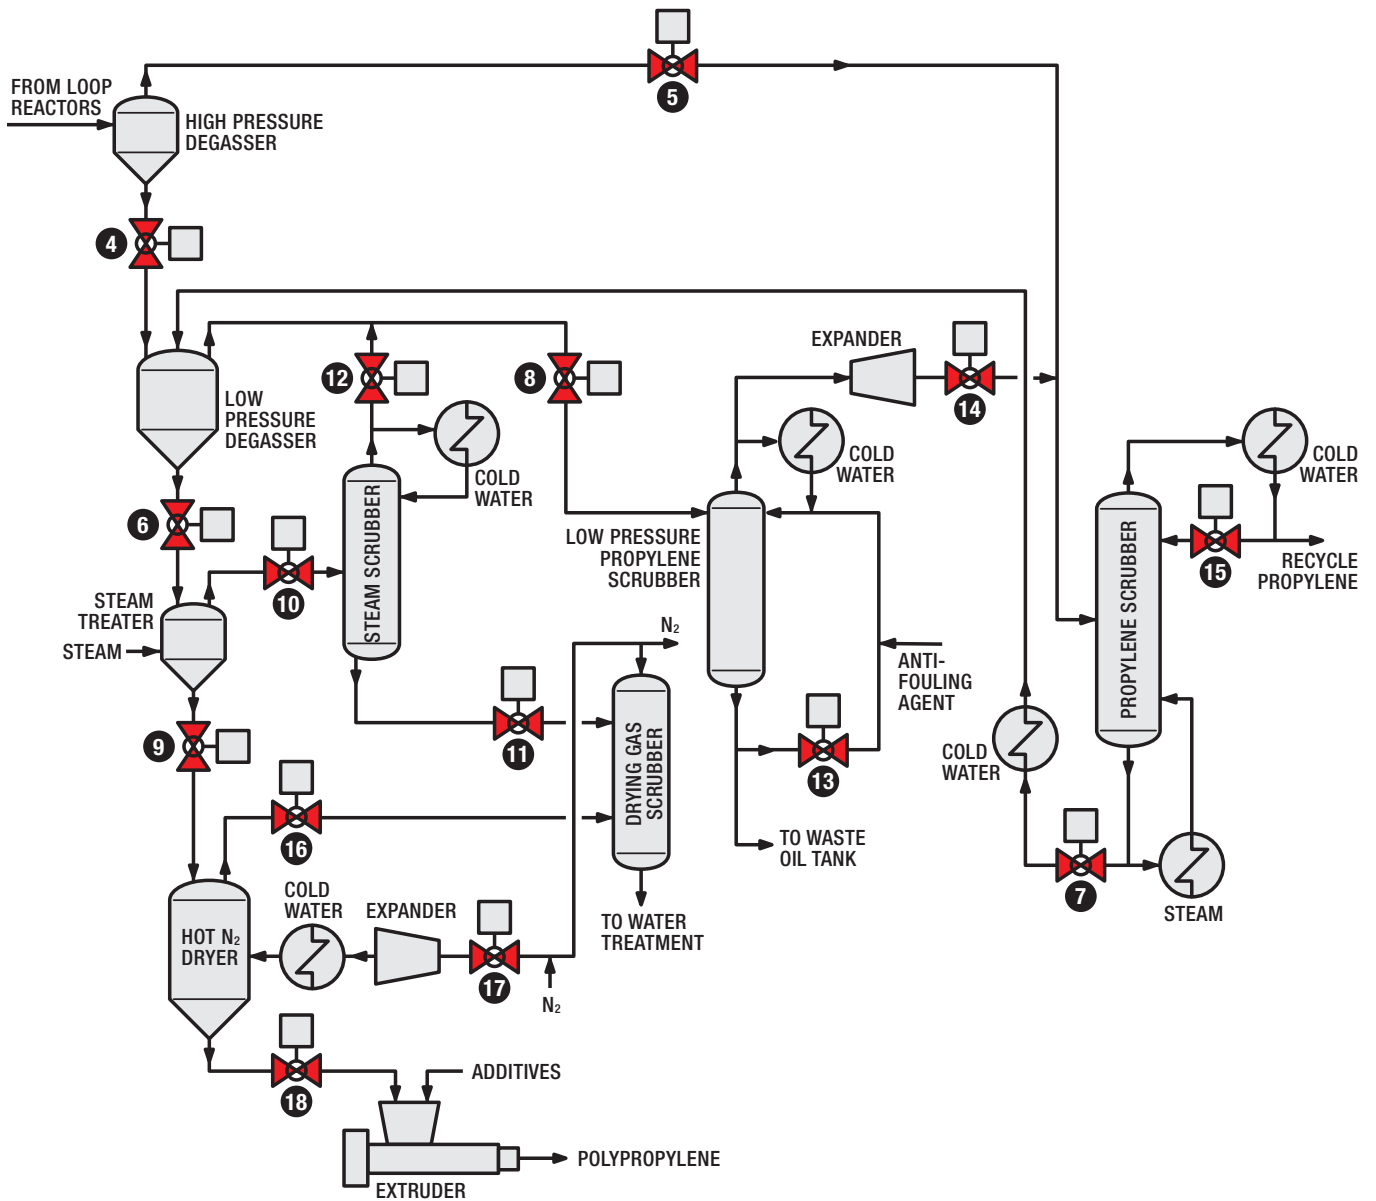 5
FROM LOOP
REACTORS
HIGH PRESSURE
DEGASSER
4
EXPANDER
12
8
14
LOW
PRESSURE
DEGASSER
COLD
WATER
COLD
WATER
COLD
WATER
6
10
STEAM SCRUBBER
LOW PRESSURE
PROPYLENE
SCRUBBER
PROPYLENE SCRUBBER
15
RECYCLE
PROPYLENE
STEAM
TREATER
STEAM
N₂
ANTI-
FOULING
AGENT
9
11
DRYING GAS
SCRUBBER
13
COLD
WATER
16
TO WASTE
OIL TANK
7
STEAM
COLD
WATER
EXPANDER
TO WATER
TREATMENT
HOT N₂
DRYER
17
N₂
18
ADDITIVES
POLYPROPYLENE
EXTRUDER